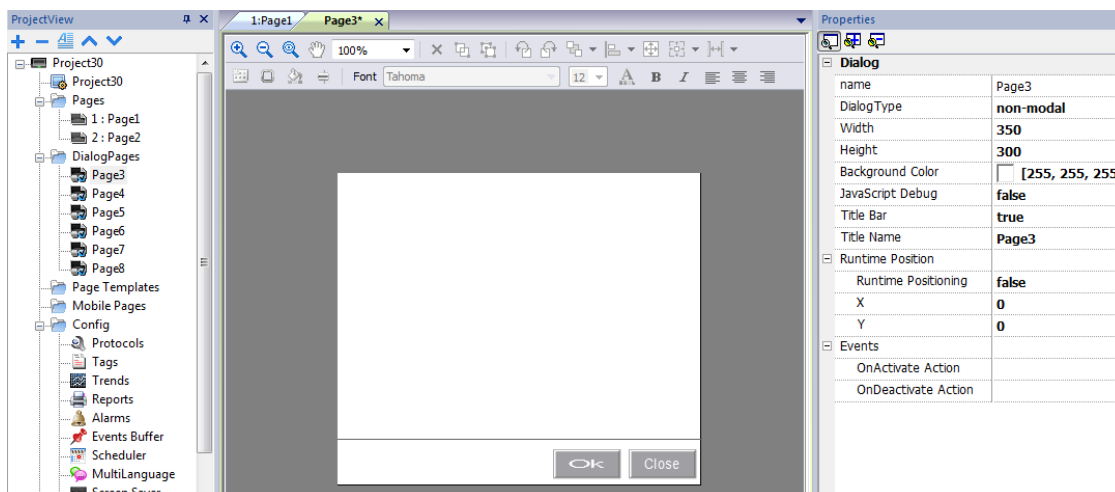 ProjectView
Project30
Project30
Pages
1 : Page1
2 : Page2
DialogPages
Page3
Page4
Page5
Page6
Page7
Page8
Page Templates
Mobile Pages
Config
Protocols
Tags
Trends
Reports
Alarms
Events Buffer
Scheduler
MultiLanguage
1:Page1
Page3*
100%
Font Tahoma 12 A B I
Ok Close
Properties
Dialog
name Page3
DialogType non-modal
Width 350
Height 300
Background Color [255, 255, 255
JavaScript Debug false
Title Bar true
Title Name Page3
Runtime Position
Runtime Positioning false
X 0
Y 0
Events
OnActivate Action
OnDeactivate Action